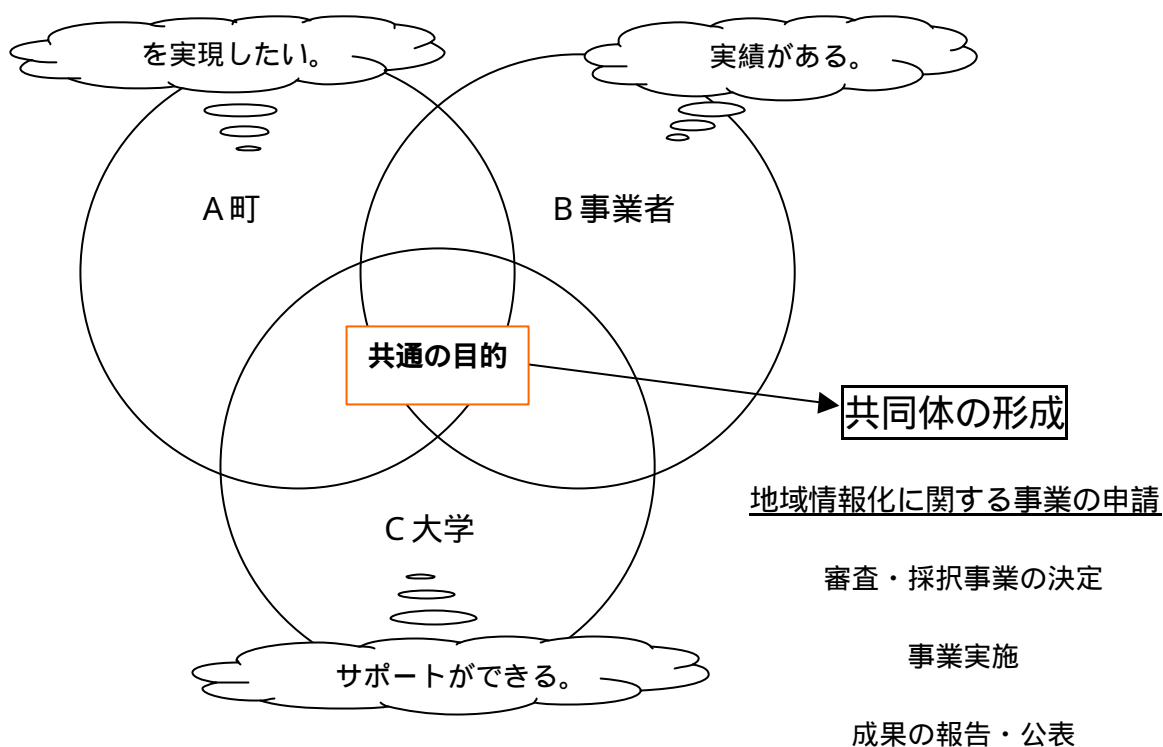 を実現したい。
実績がある。
A町
B事業者
共通の目的
共同体の形成
地域情報化に関する事業の申請
C大学
審査・採択事業の決定
事業実施
サポートができる。
成果の報告・公表